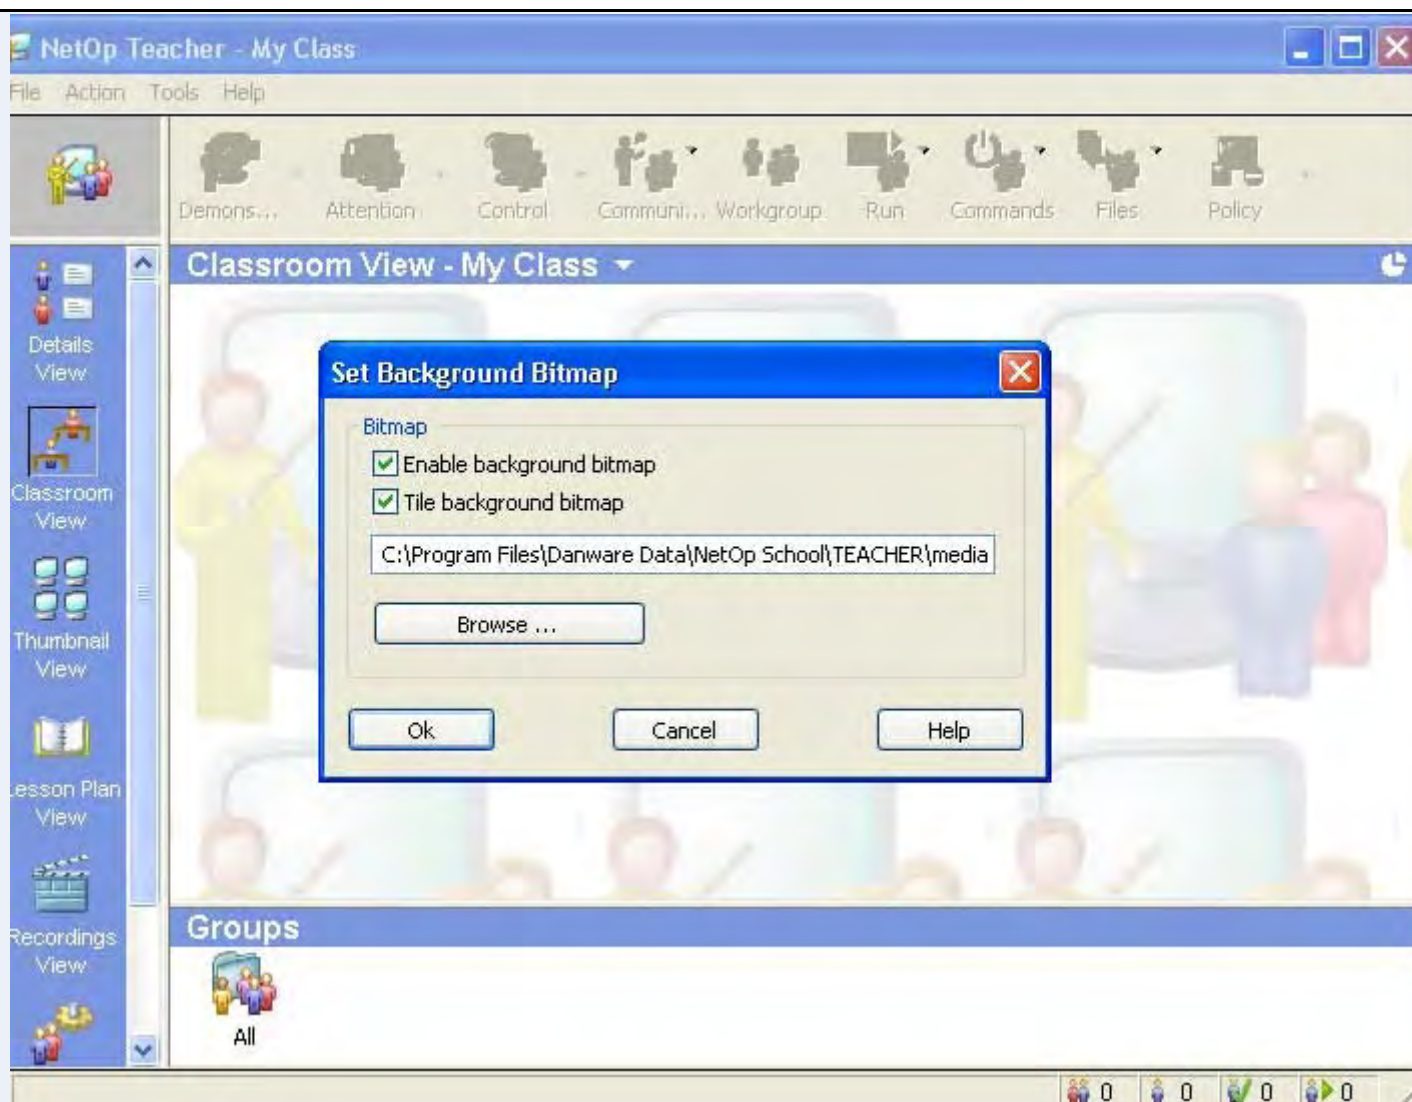 NetOp Teacher - My Class
File Action Tools Help
Demons... Attention Control Communi... Workgroup Run Commands Files Policy
Classroom View - My Class
Details
View
Classroom
View
Thumbnail
View
Lesson Plan
View
Recordings
View
Set Background Bitmap
Bitmap
Enable background bitmap
Tile background bitmap
C:\Program Files\Danware Data\NetOp School\TEACHER\media
Browse ...
Ok Cancel Help
Groups
All
0 0 0 0